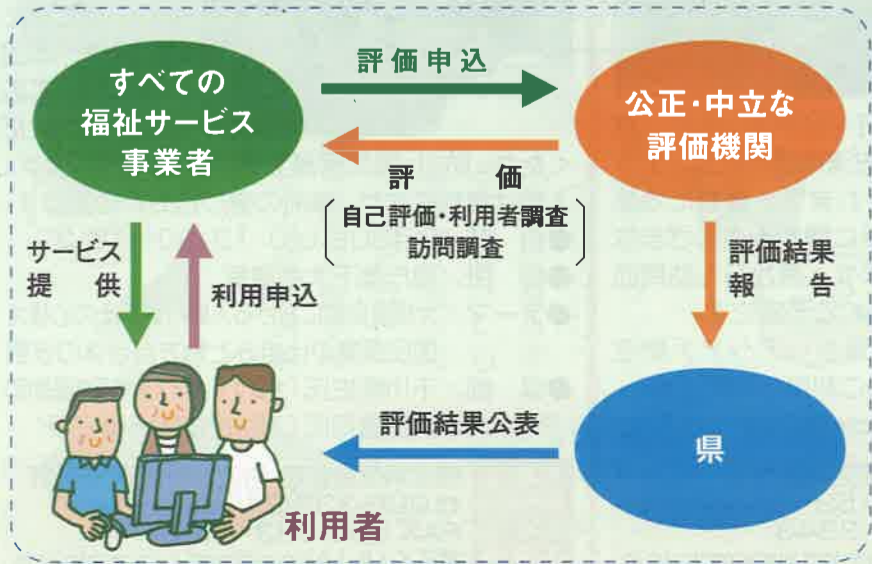 すべての
福祉サービス
事業者
評価申込
公正・中立な
評価機関
評価
自己評価・利用者調査
訪問調査
サービス
提供
利用申込
評価結果
報告
評価結果公表
県
利用者